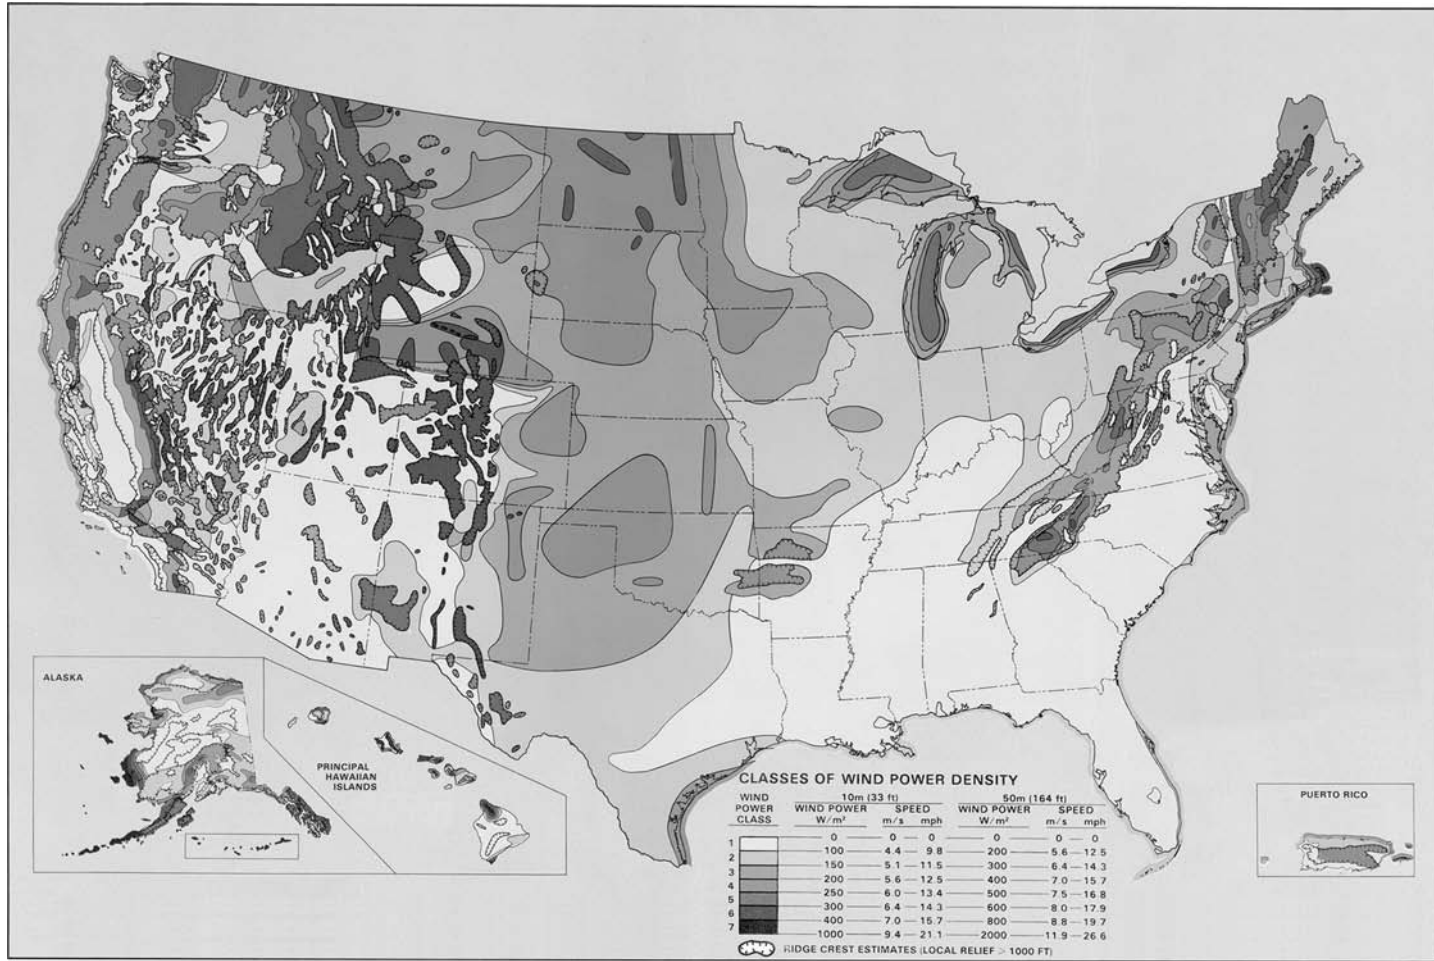 ALASKA
PRINCIPAL
HAWAIIAN
ISLANDS
PUERTO RICO
CLASSES OF WIND POWER DENSITY
WIND POWER CLASS 10m (33 ft) 50m (164 ft)
WIND POWER W/m² SPEED m/s mph WIND POWER W/m² SPEED m/s mph
0 0 0 0 0 0
1
100 4.4 9.8 200 5.6 12.5
2
150 5.1 11.5 300 6.4 14.3
3
200 5.6 12.5 400 7.0 15.7
4
250 6.0 13.4 500 7.5 16.8
5
300 6.4 14.3 600 8.0 17.9
6
400 7.0 15.7 800 8.8 19.7
7
1000 9.4 21.1 2000 11.9 26.6
RIDGE CREST ESTIMATES (LOCAL RELIEF > 1000 FT)